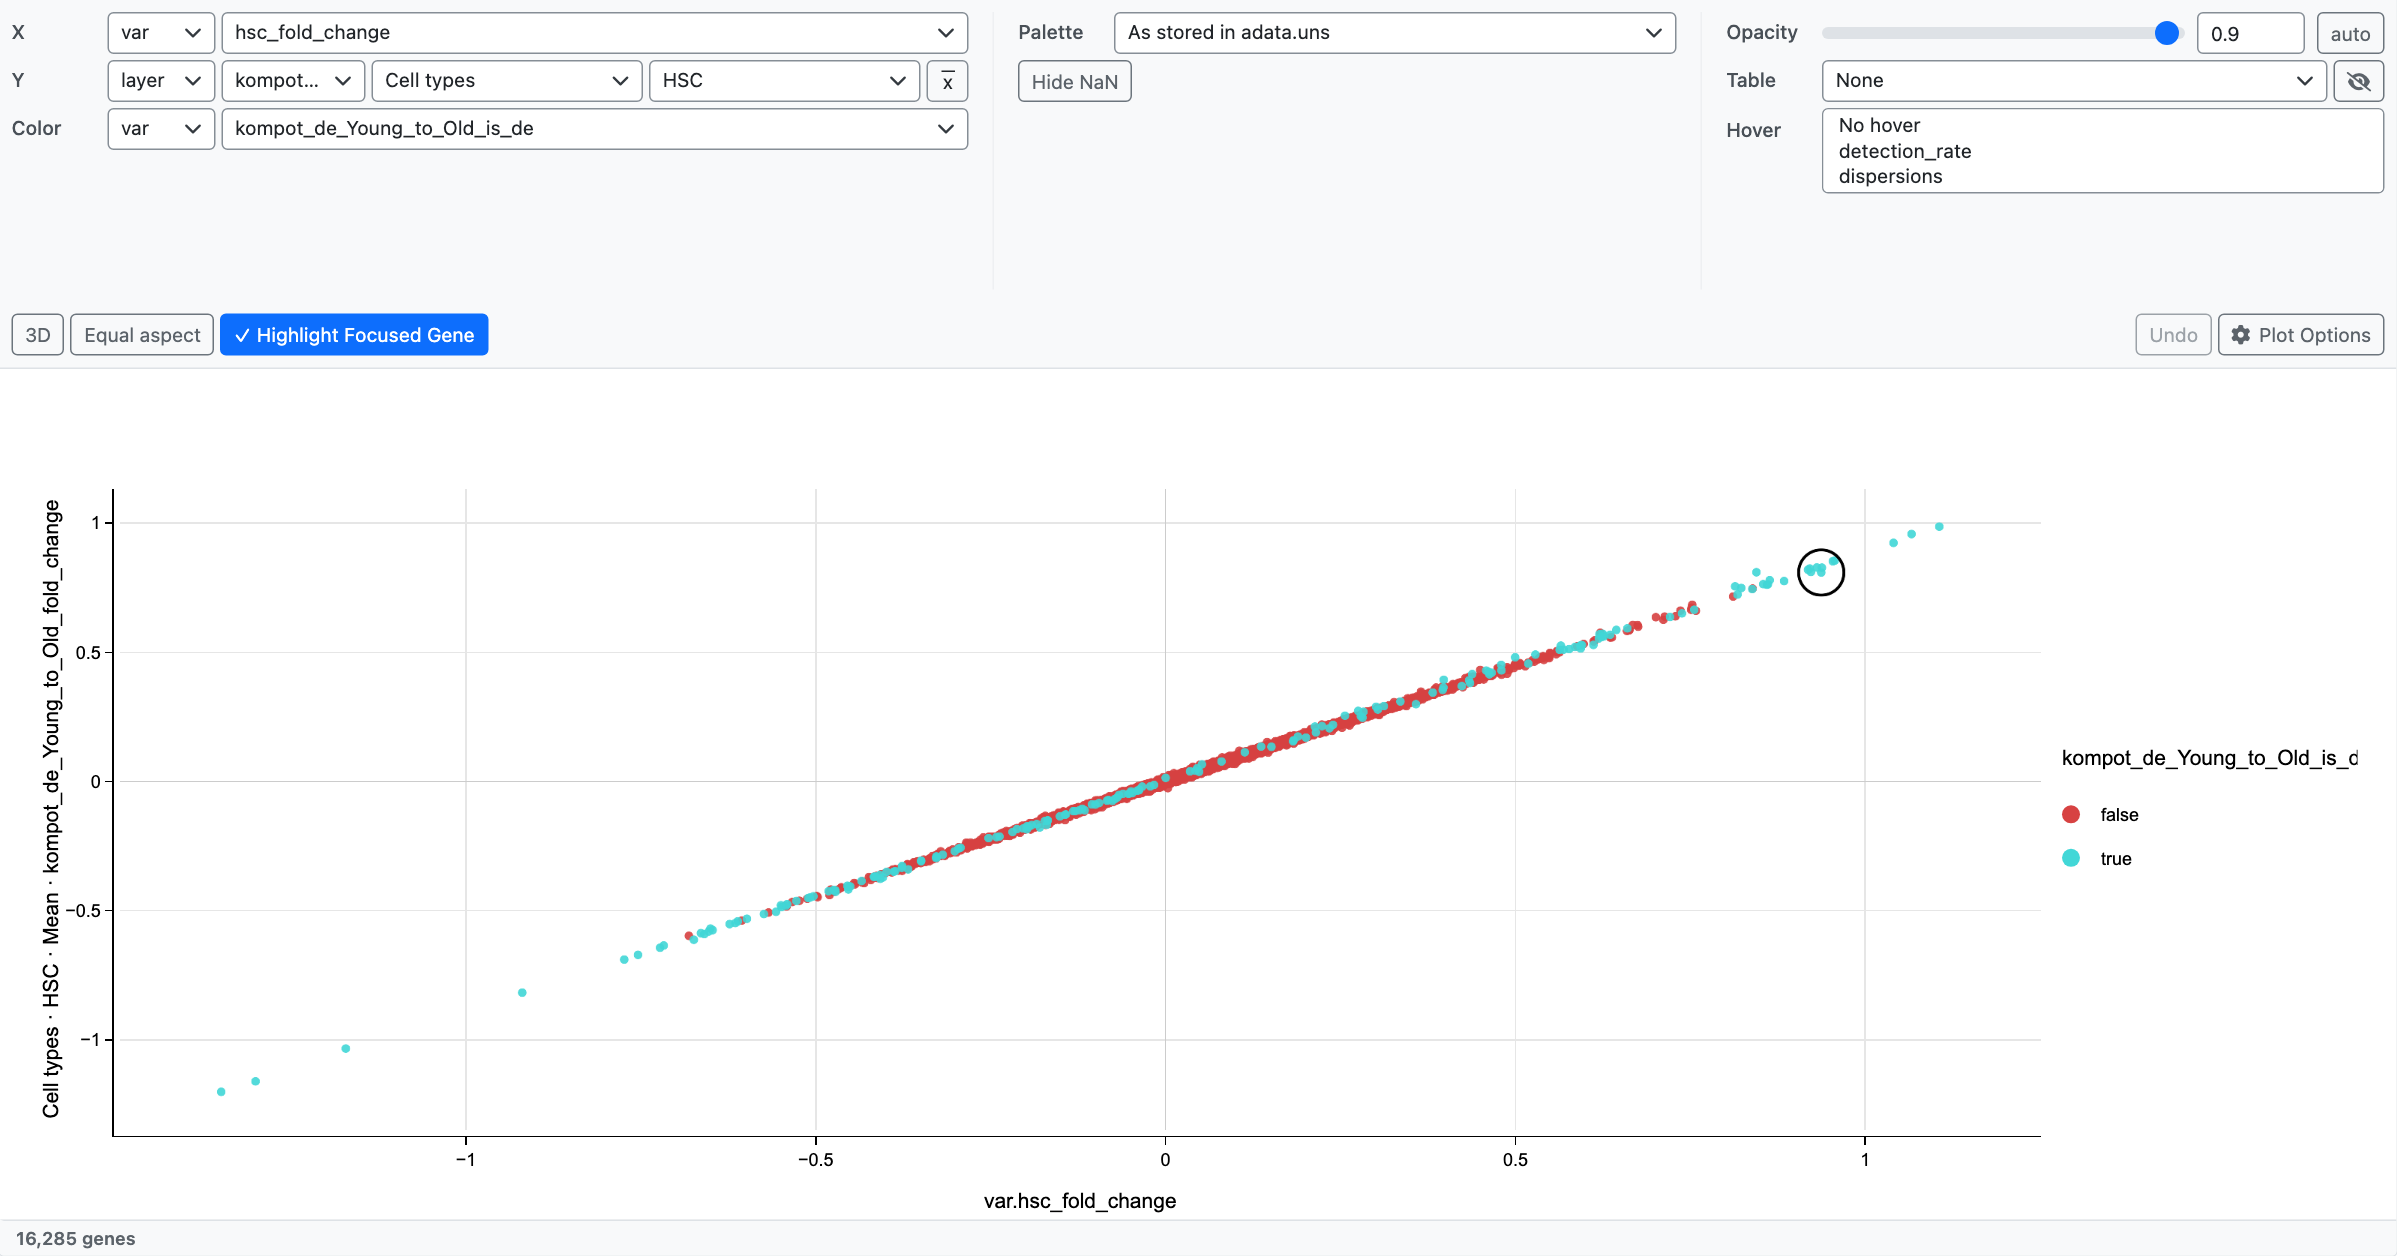 X var hsc_fold_change
Y layer kompot... Cell types HSC x̄
Color var kompot_de_Young_to_Old_is_de
Palette As stored in adata.uns
Hide NaN
Opacity 0.9 auto
Table None
Hover No hover
detection_rate
dispersions
3D Equal aspect ✓ Highlight Focused Gene Undo Plot Options
Cell types · HSC · Mean · kompot_de_Young_to_Old_fold_change
1
0.5
0
−0.5
−1
−1 −0.5 0 0.5 1
var.hsc_fold_change
kompot_de_Young_to_Old_is_d
false
true
16,285 genes